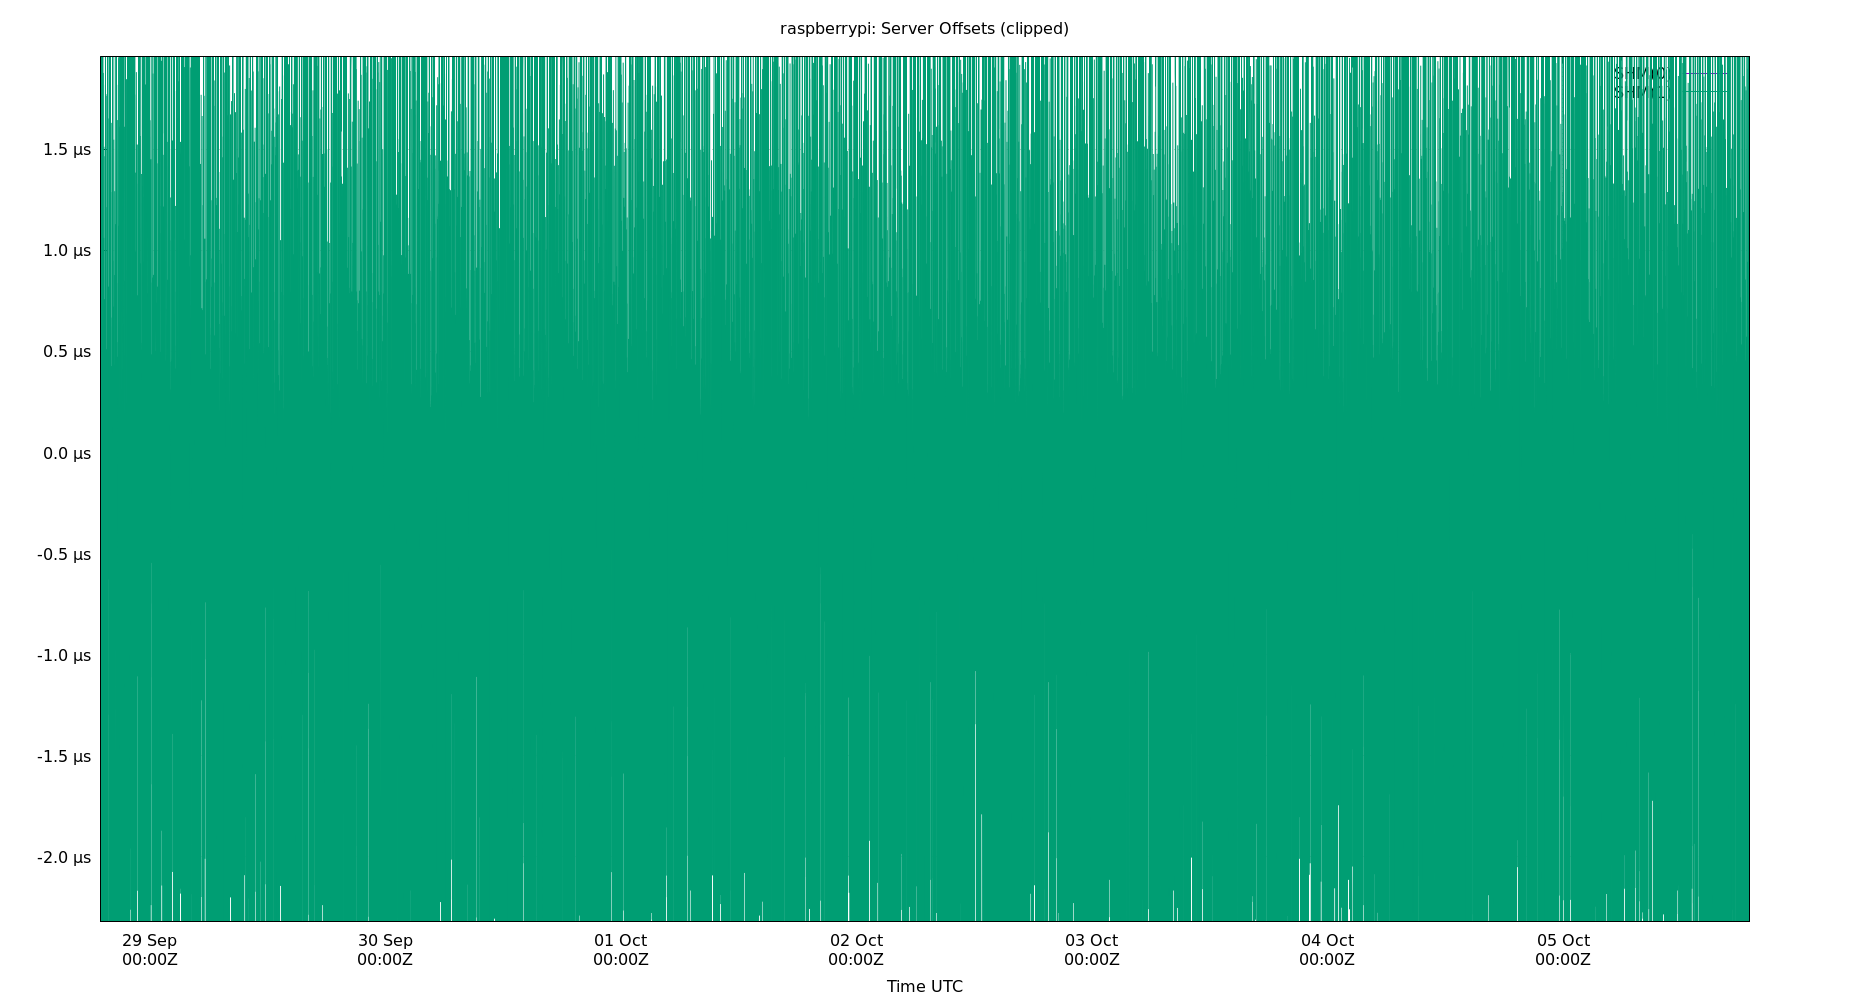 raspberrypi: Server Offsets (clipped)
1.5 µs
1.0 µs
0.5 µs
0.0 µs
-0.5 µs
-1.0 µs
-1.5 µs
-2.0 µs
29 Sep
00:00Z
30 Sep
00:00Z
01 Oct
00:00Z
02 Oct
00:00Z
03 Oct
00:00Z
04 Oct
00:00Z
05 Oct
00:00Z
Time UTC